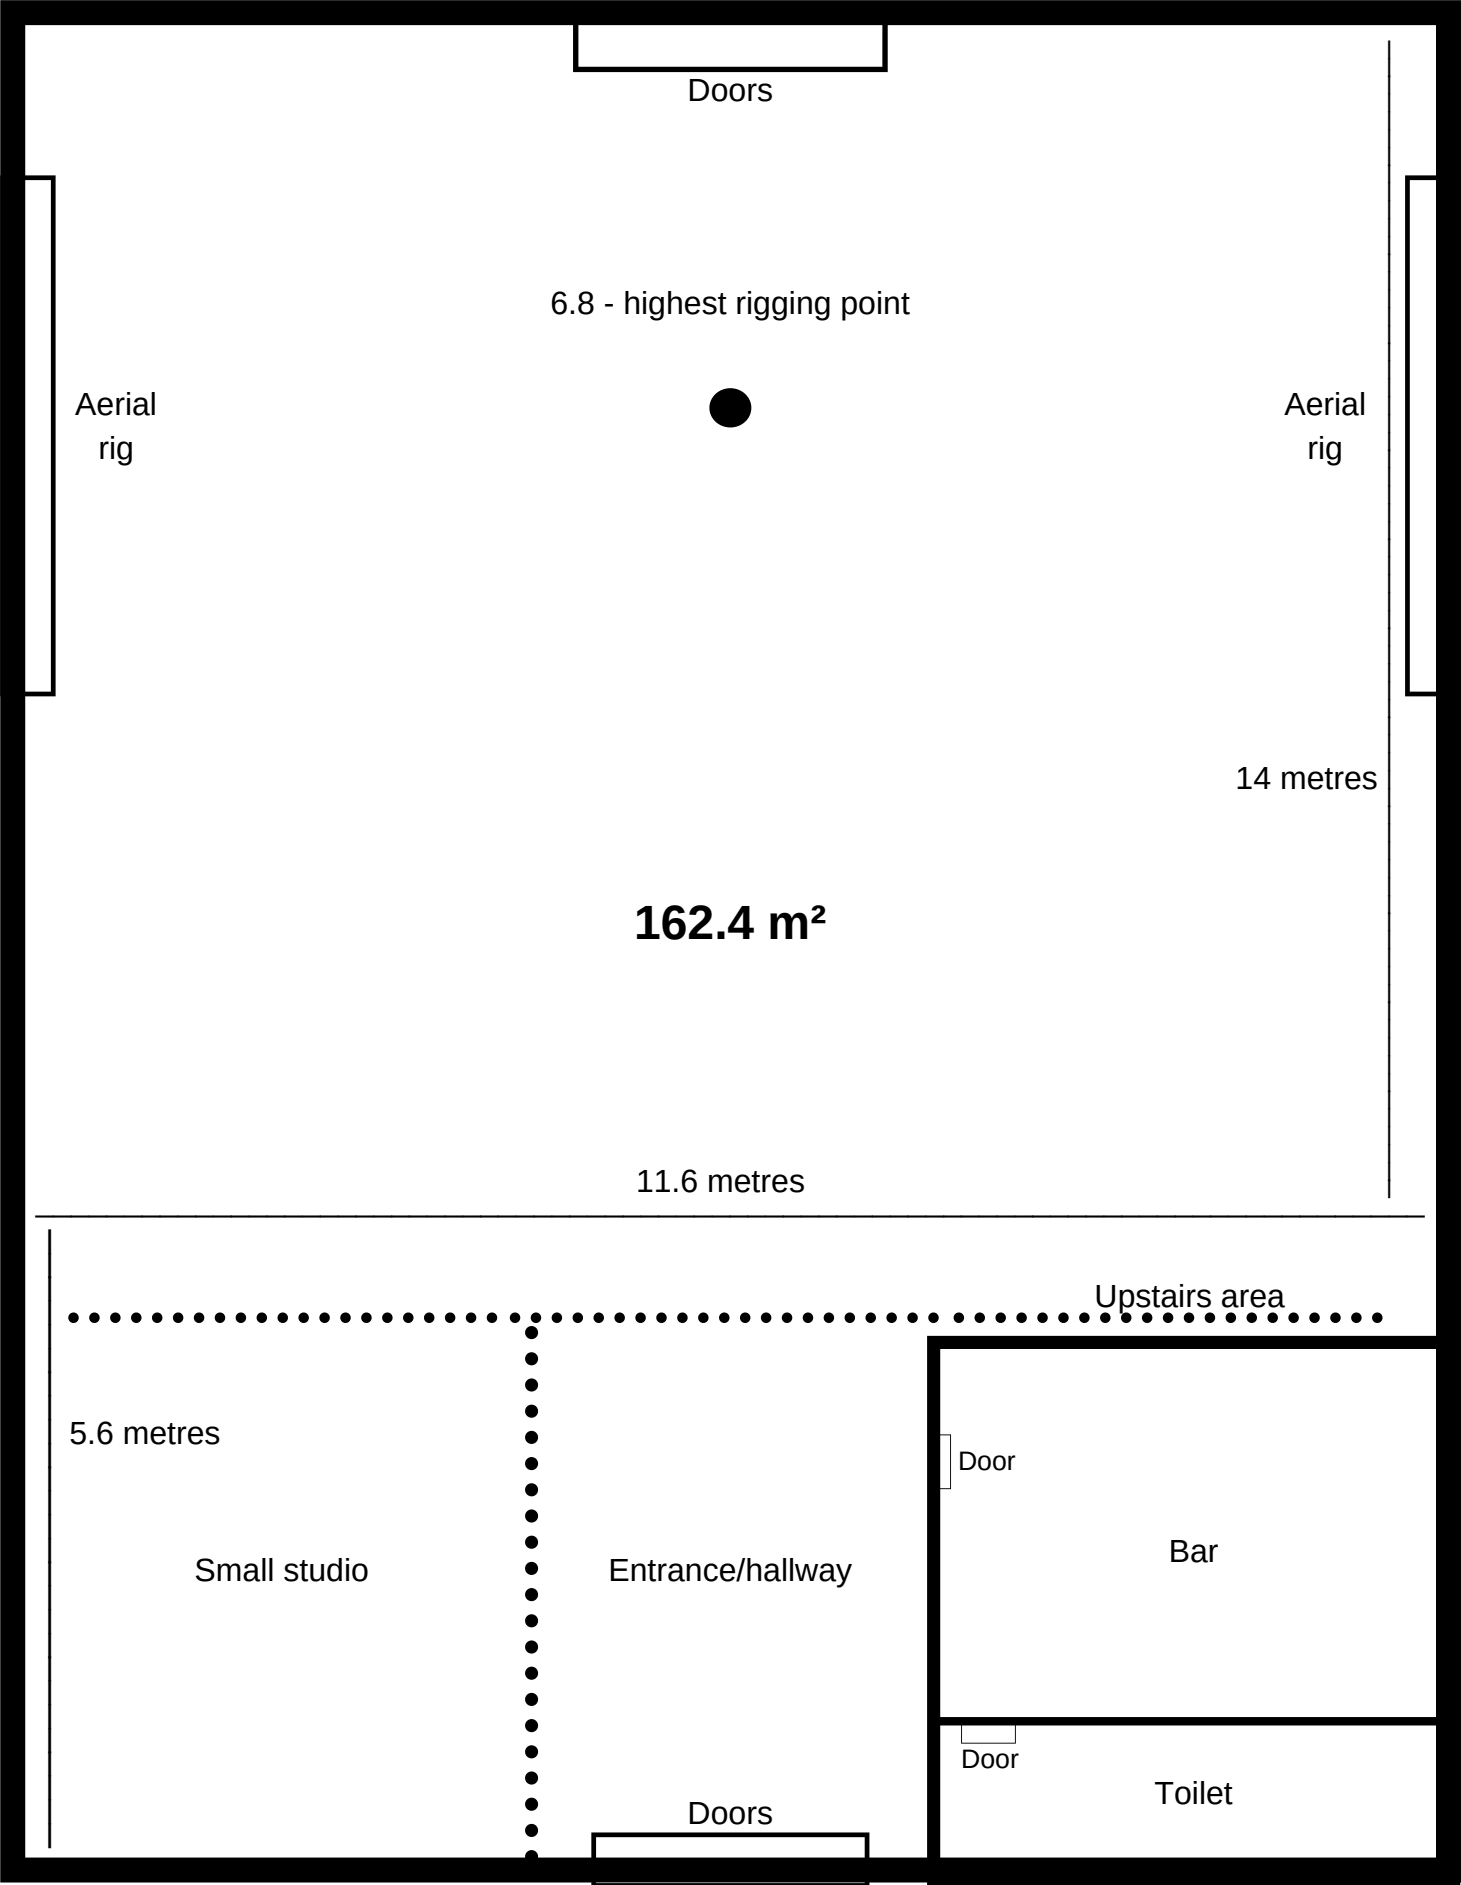 Doors
6.8 - highest rigging point
Aerial
rig
Aerial
rig
14 metres
162.4 m²
11.6 metres
Upstairs area
5.6 metres
Door
Bar
Small studio
Entrance/hallway
Door
Toilet
Doors